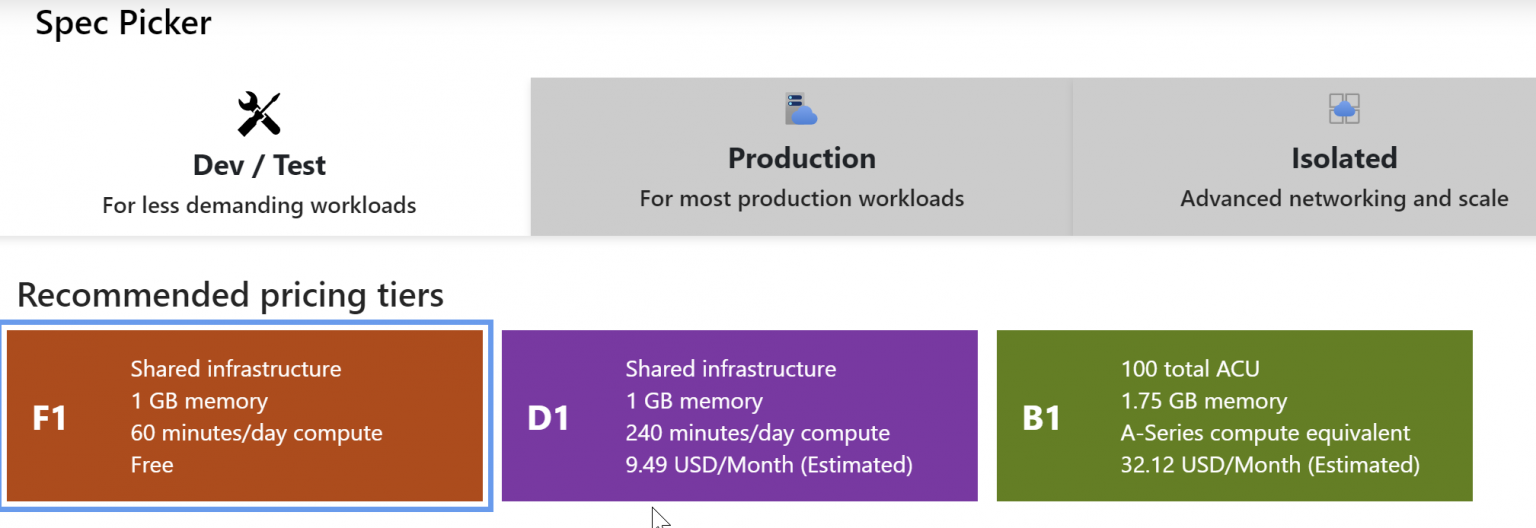 Spec Picker
Dev / Test
For less demanding workloads
Production
For most production workloads
Isolated
Advanced networking and scale
Recommended pricing tiers
F1
Shared infrastructure
1 GB memory
60 minutes/day compute
Free
D1
Shared infrastructure
1 GB memory
240 minutes/day compute
9.49 USD/Month (Estimated)
B1
100 total ACU
1.75 GB memory
A-Series compute equivalent
32.12 USD/Month (Estimated)